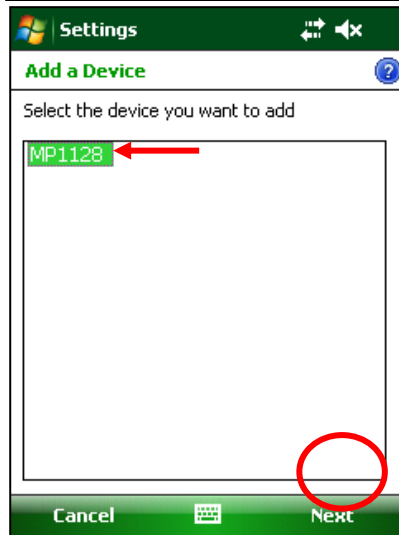 Settings
Add a Device
?
Select the device you want to add
MP1128
Cancel Next